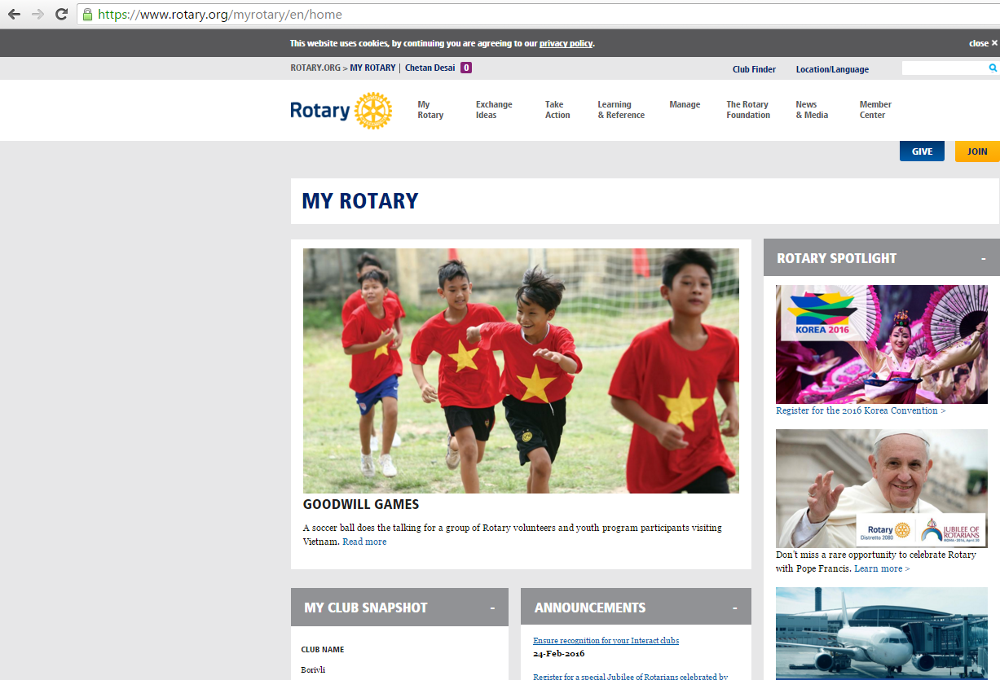 https://www.rotary.org/myrotary/en/home
This website uses cookies, by continuing you are agreeing to our privacy policy.
close ×
ROTARY.ORG > MY ROTARY | Chetan Desai 0
Club Finder
Location/Language
Rotary
My
Rotary
Exchange
Ideas
Take
Action
Learning
& Reference
Manage
The Rotary
Foundation
News
& Media
Member
Center
GIVE
JOIN
MY ROTARY
GOODWILL GAMES
A soccer ball does the talking for a group of Rotary volunteers and youth program participants visiting
Vietnam. Read more
MY CLUB SNAPSHOT -
CLUB NAME
Borivli
ANNOUNCEMENTS -
Ensure recognition for your Interact clubs
24-Feb-2016
Register for a special Jubilee of Rotarians celebrated by
ROTARY SPOTLIGHT -
KOREA 2016
Register for the 2016 Korea Convention >
Rotary
Distretto 2080
JUBILEE OF
ROTARIANS
ROMA - 2016, April 30
Don't miss a rare opportunity to celebrate Rotary
with Pope Francis. Learn more >